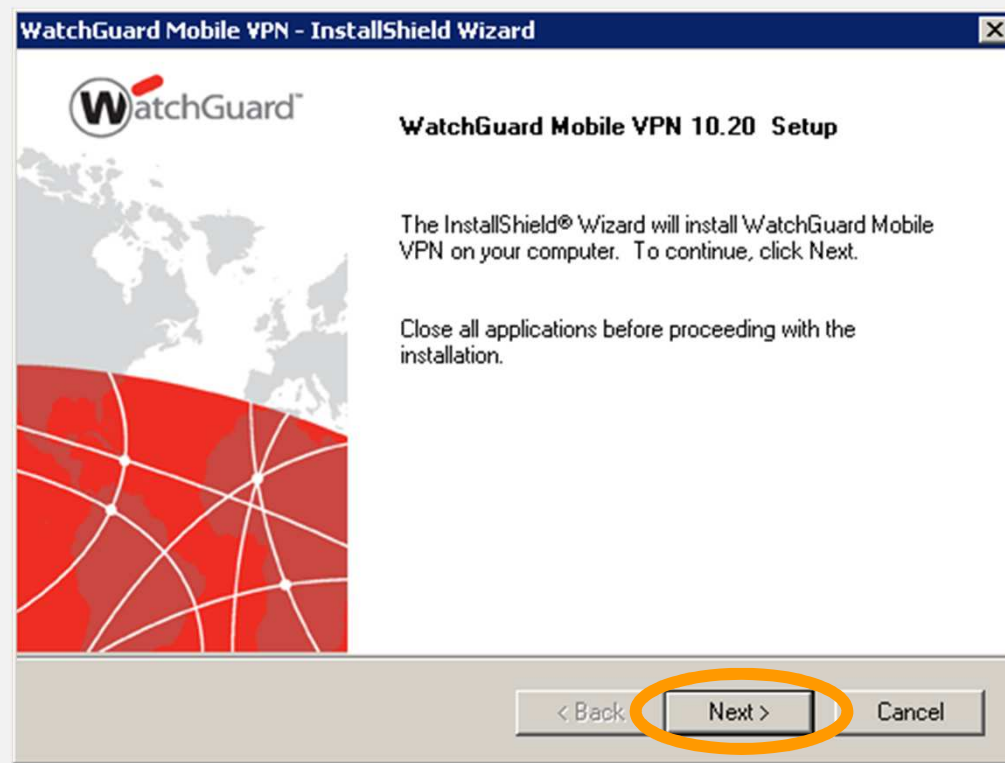 WatchGuard Mobile VPN - InstallShield Wizard
WatchGuard™
WatchGuard Mobile VPN 10.20 Setup
The InstallShield® Wizard will install WatchGuard Mobile
VPN on your computer. To continue, click Next.
Close all applications before proceeding with the
installation.
< Back
Next >
Cancel